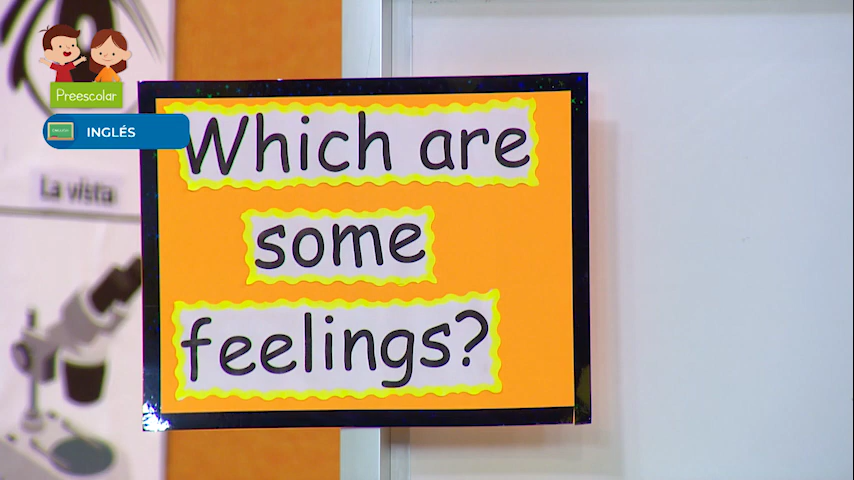 Preescolar
INGLÉS
Which are
some
feelings?
La vista